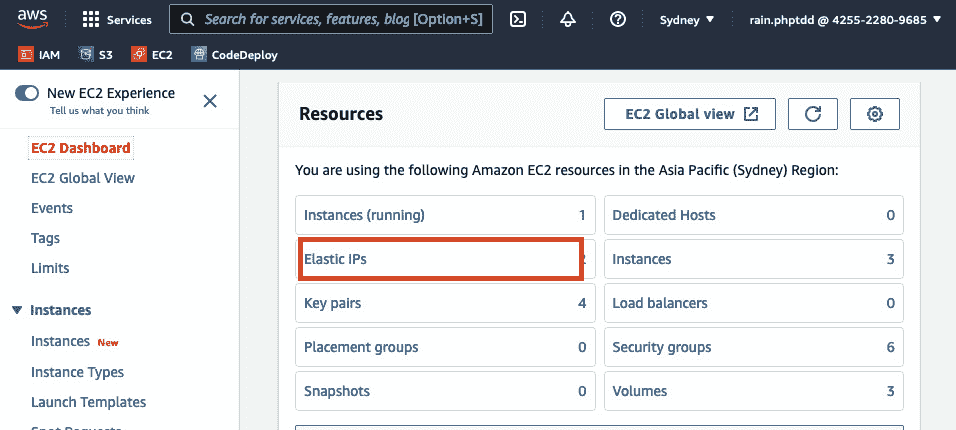 aws
Services
Search for services, features, blog [Option+S]
Sydney
rain.phptdd @ 4255-2280-9685
IAM
S3
EC2
CodeDeploy
New EC2 Experience
Tell us what you think
EC2 Dashboard
EC2 Global View
Events
Tags
Limits
Instances
Instances New
Instance Types
Launch Templates
Resources
EC2 Global view
You are using the following Amazon EC2 resources in the Asia Pacific (Sydney) Region:
Instances (running) 1
Dedicated Hosts 0
Elastic IPs
Instances 3
Key pairs 4
Load balancers 0
Placement groups 0
Security groups 6
Snapshots 0
Volumes 3